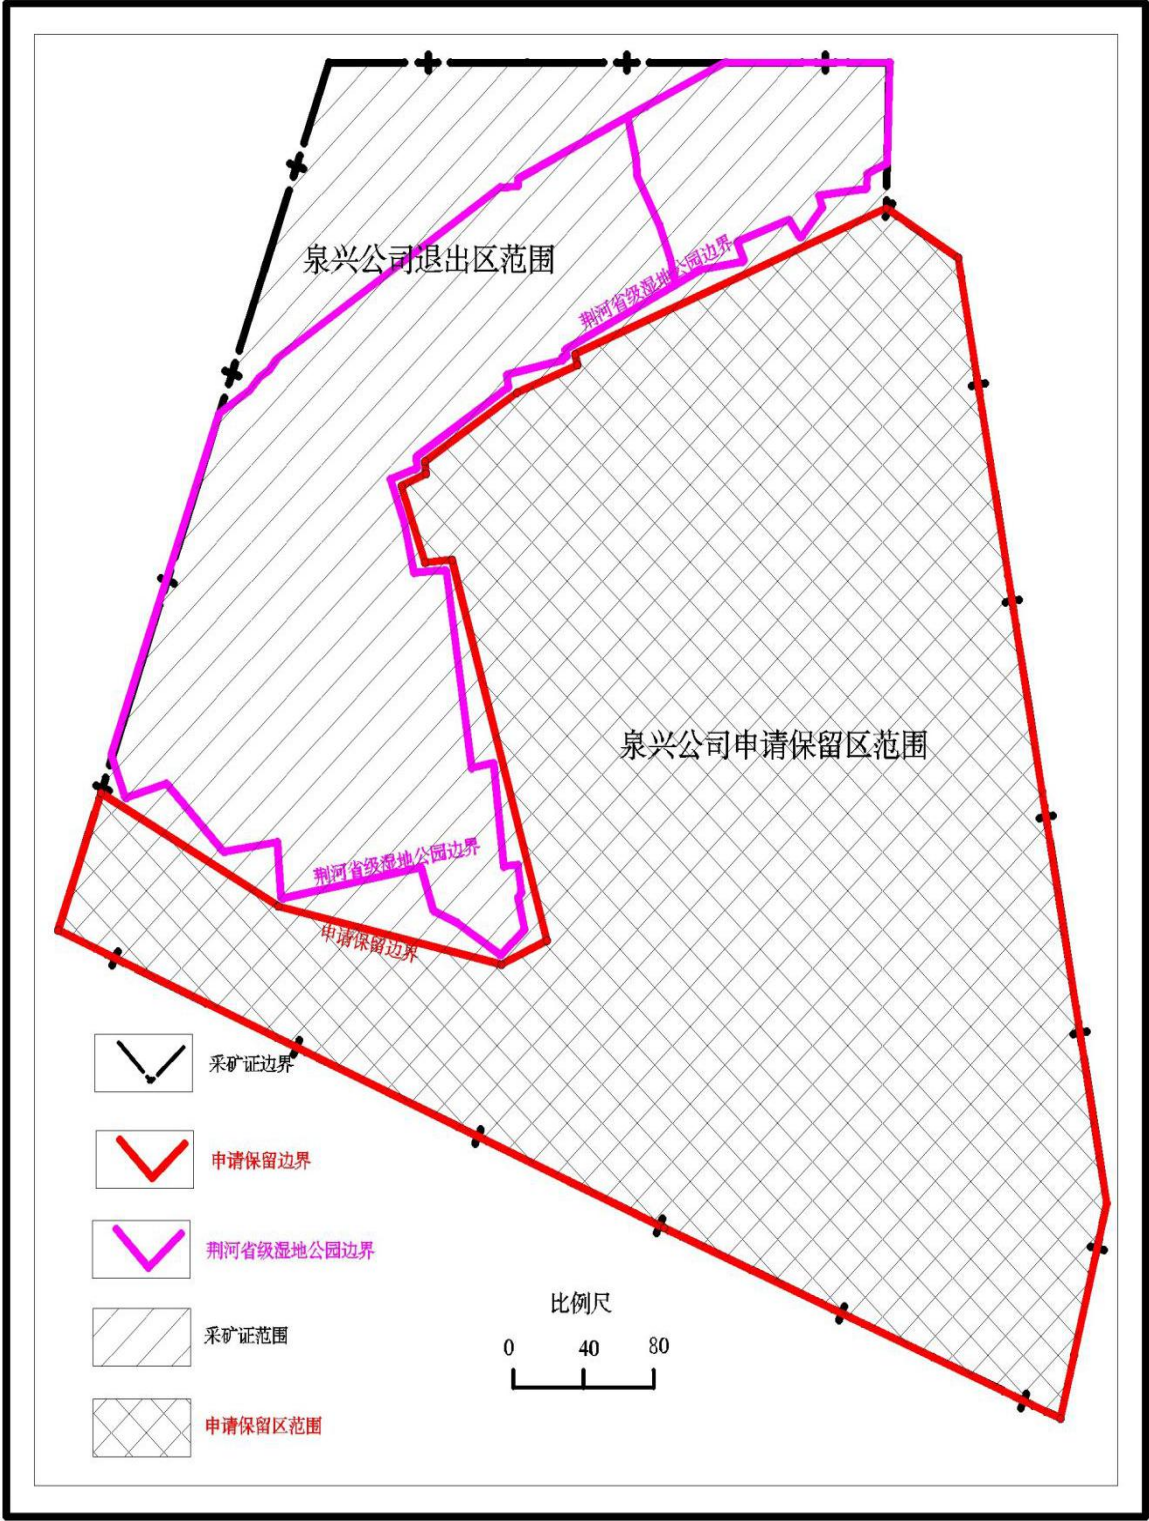 泉兴公司退出区范围
荆河省级湿地公园边界
泉兴公司申请保留区范围
荆河省级湿地公园边界
申请保留边界
采矿证边界
申请保留边界
荆河省级湿地公园边界
采矿证范围
申请保留区范围
比例尺
0 40 80